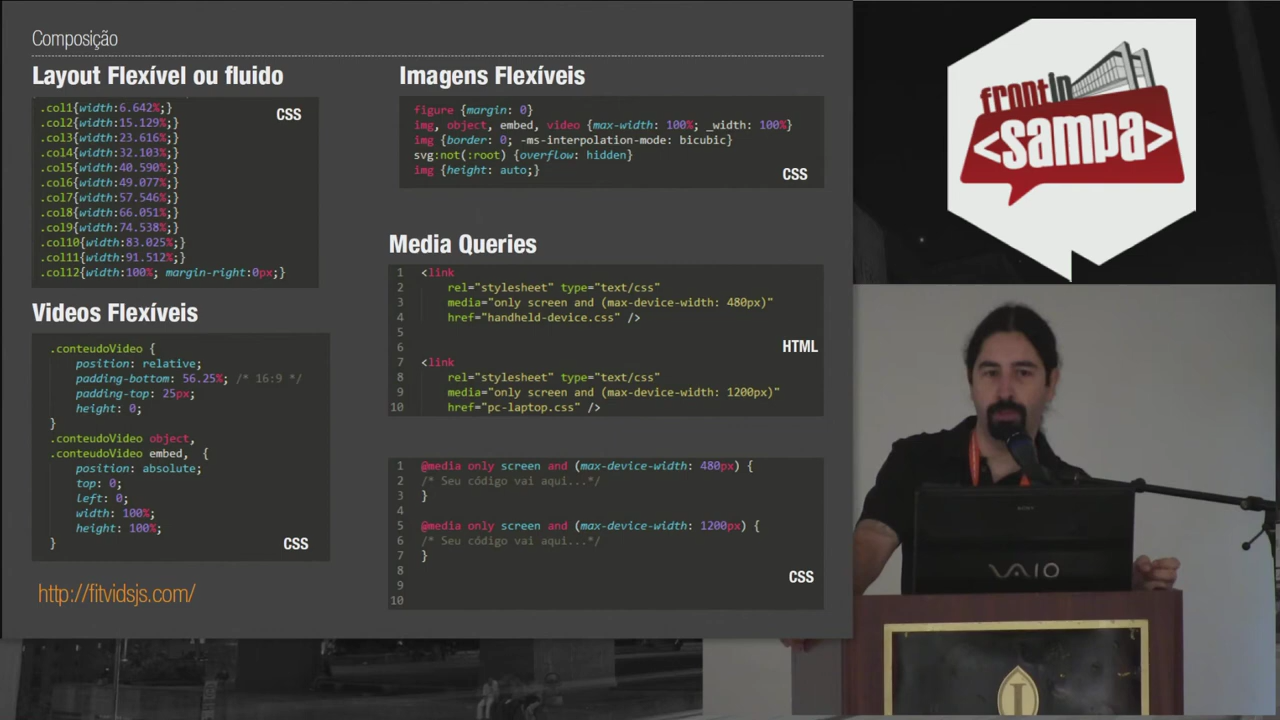 Composição
Layout Flexível ou fluido
CSS
.col1{width:6.642%;}
.col2{width:15.129%;}
.col3{width:23.616%;}
.col4{width:32.103%;}
.col5{width:40.590%;}
.col6{width:49.077%;}
.col7{width:57.546%;}
.col8{width:66.051%;}
.col9{width:74.538%;}
.col10{width:83.025%;}
.col11{width:91.512%;}
.col12{width:100%; margin-right:0px;}
Videos Flexíveis
.conteudoVideo {
position: relative;
padding-bottom: 56.25%; /* 16:9 */
padding-top: 25px;
height: 0;
}
.conteudoVideo object,
.conteudoVideo embed, {
position: absolute;
top: 0;
left: 0;
width: 100%;
height: 100%;
}
CSS
http://fitvidsjs.com/
Imagens Flexíveis
figure {margin: 0}
img, object, embed, video {max-width: 100%; _width: 100%}
img {border: 0; -ms-interpolation-mode: bicubic}
svg:not(:root) {overflow: hidden}
img {height: auto;}
CSS
Media Queries
1 <link
2 rel="stylesheet" type="text/css"
3 media="only screen and (max-device-width: 480px)"
4 href="handheld-device.css" />
5
6
HTML
7 <link
8 rel="stylesheet" type="text/css"
9 media="only screen and (max-device-width: 1200px)"
10 href="pc-laptop.css" />
1 @media only screen and (max-device-width: 480px) {
2 /* Seu código vai aqui...*/
3 }
4
5 @media only screen and (max-device-width: 1200px) {
6 /* Seu código vai aqui...*/
7 }
8
CSS
9
10
frontin
<sampa>
SONY
VAIO
I